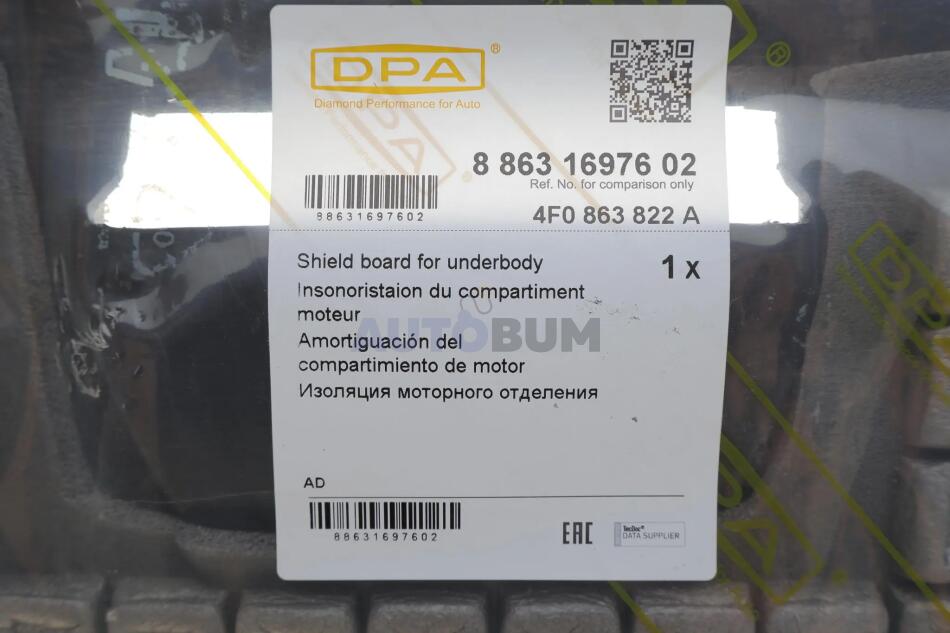 DPA®
Diamond Performance for Auto
8 863 16976 02
Ref. No. for comparison only
88631697602
4F0 863 822 A
Shield board for underbody
1 x
Insonoristaion du compartiment
moteur
AUTOBUM
Amortiguación del
compartimiento de motor
Изоляция моторного отделения
AD
88631697602
EAC
TecDoc®
DATA SUPPLIER
DPA
®
DPA